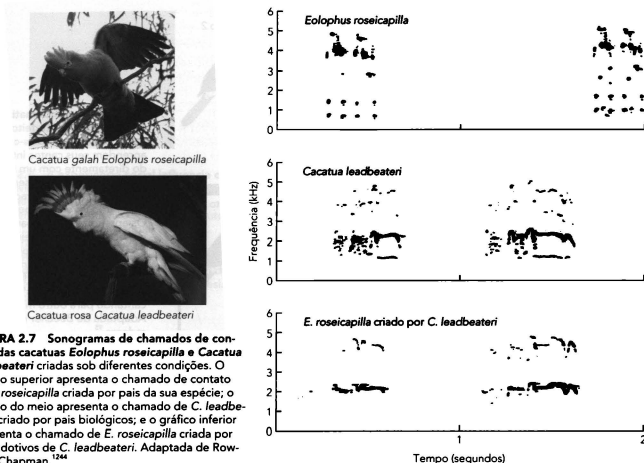 Cacatua galah Eolophus roseicapilla
Cacatua rosa Cacatua leadbeateri
RA 2.7 Sonogramas de chamados de con-
das cacatuas Eolophus roseicapilla e Cacatua
beateri criadas sob diferentes condições. O
o superior apresenta o chamado de contato
roseicapilla criada por pais da sua espécie; o
o do meio apresenta o chamado de C. leadbe-
criado por pais biológicos; e o gráfico inferior
enta o chamado de E. roseicapilla criada por
dotivos de C. leadbeateri. Adaptada de Row-
Chapman.1244
Eolophus roseicapilla
6
5
4
3
2
1
0
1
2
Cacatua leadbeateri
Frequência (kHz)
6
5
4
3
2
1
0
1
2
E. roseicapilla criado por C. leadbeateri
6
5
4
3
2
1
0
1
2
Tempo (segundos)